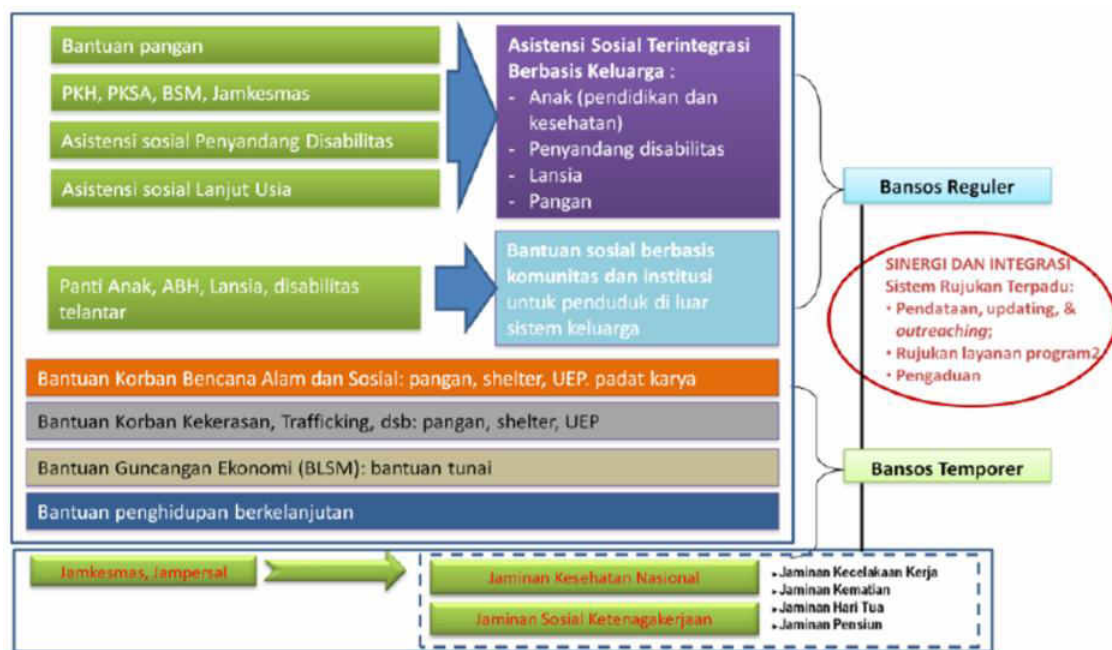 Bantuan pangan
PKH, PKSA, BSM, Jamkesmas
Asistensi sosial Penyandang Disabilitas
Asistensi sosial Lanjut Usia
Asistensi Sosial Terintegrasi
Berbasis Keluarga :
- Anak (pendidikan dan
kesehatan)
- Penyandang disabilitas
- Lansia
- Pangan
Panti Anak, ABH, Lansia, disabilitas
telantar
Bantuan sosial berbasis
komunitas dan institusi
untuk penduduk di luar
sistem keluarga
Bansos Reguler
SINERGI DAN INTEGRASI
Sistem Rujukan Terpadu:
• Pendataan, updating, &
outreaching;
• Rujukan layanan program2
• Pengaduan
Bantuan Korban Bencana Alam dan Sosial: pangan, shelter, UEP. padat karya
Bantuan Korban Kekerasan, Trafficking, dsb: pangan, shelter, UEP
Bantuan Guncangan Ekonomi (BLSM): bantuan tunai
Bantuan penghidupan berkelanjutan
Bansos Temporer
Jamkesmas, Jampersal
Jaminan Kesehatan Nasional
Jaminan Sosial Ketenagakerjaan
▸Jaminan Kecelakaan Kerja
▸Jaminan Kematian
▸Jaminan Hari Tua
▸Jaminan Pensiun